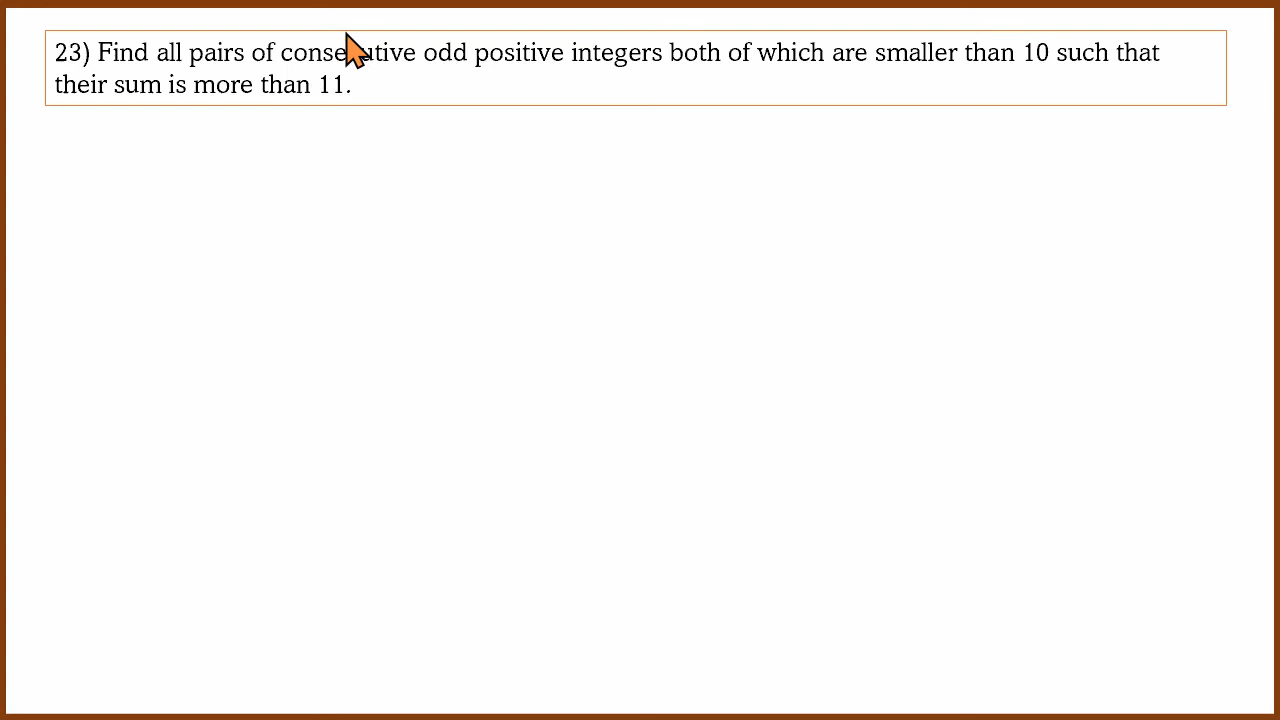 23) Find all pairs of consecutive odd positive integers both of which are smaller than 10 such that
their sum is more than 11.